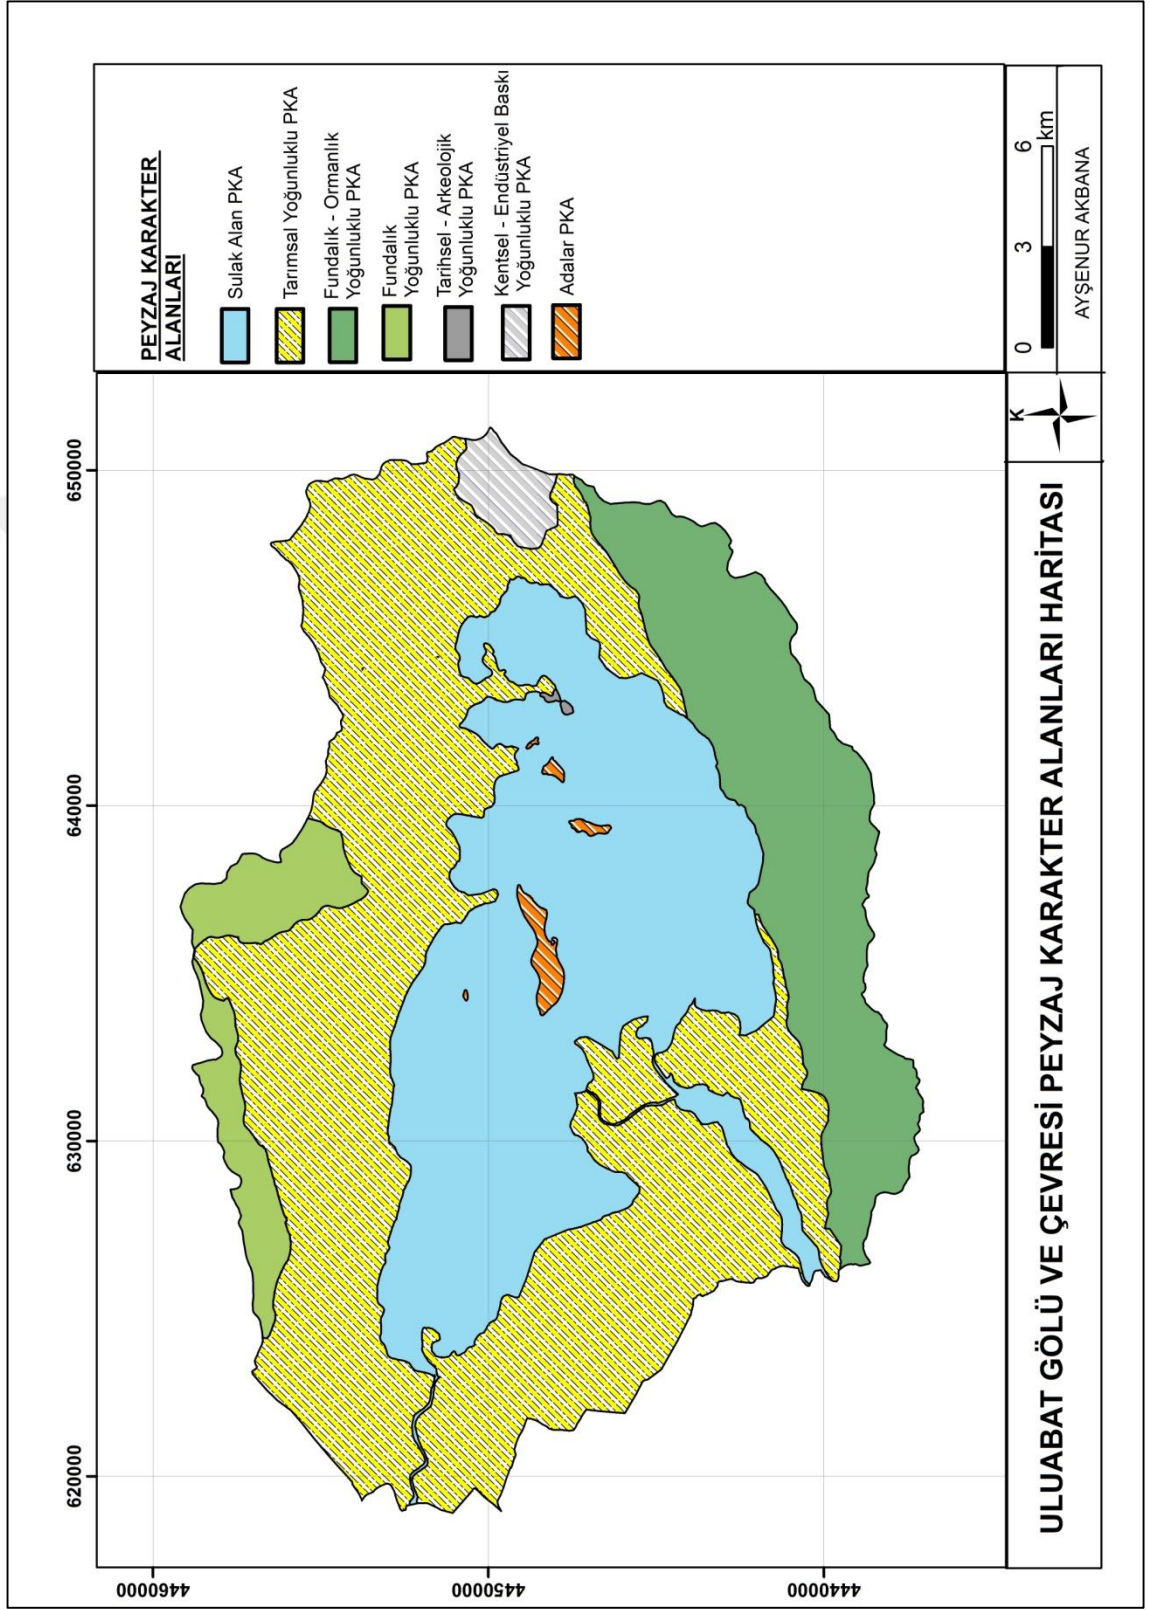 PEYZAJ KARAKTER
ALANLARI
Sulak Alan PKA
Tarımsal Yoğunluklu PKA
Fundalık - Ormanlık
Yoğunluklu PKA
Fundalık
Yoğunluklu PKA
Tarihsel - Arkeolojik
Yoğunluklu PKA
Kentsel - Endüstriyel Baskı
Yoğunluklu PKA
Adalar PKA
620000
630000
640000
650000
4460000
4450000
4440000
ULUABAT GÖLÜ VE ÇEVRESİ PEYZAJ KARAKTER ALANLARI HARİTASI
K
0 3 6
km
AYŞENUR AKBANA